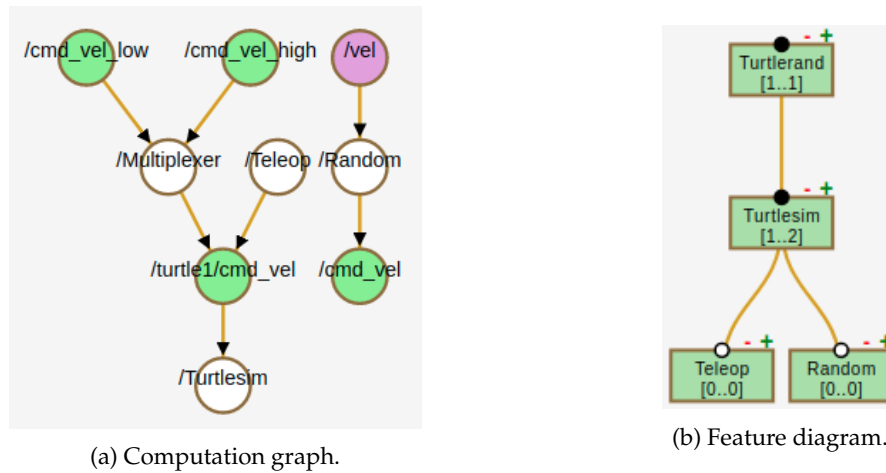 /cmd_vel_low
/cmd_vel_high
/vel
/Multiplexer
/Teleop
/Random
/turtle1/cmd_vel
/cmd_vel
/Turtlesim
(a) Computation graph.
- +
Turtlerand
[1..1]
- +
Turtlesim
[1..2]
- +
Teleop
[0..0]
- +
Random
[0..0]
(b) Feature diagram.